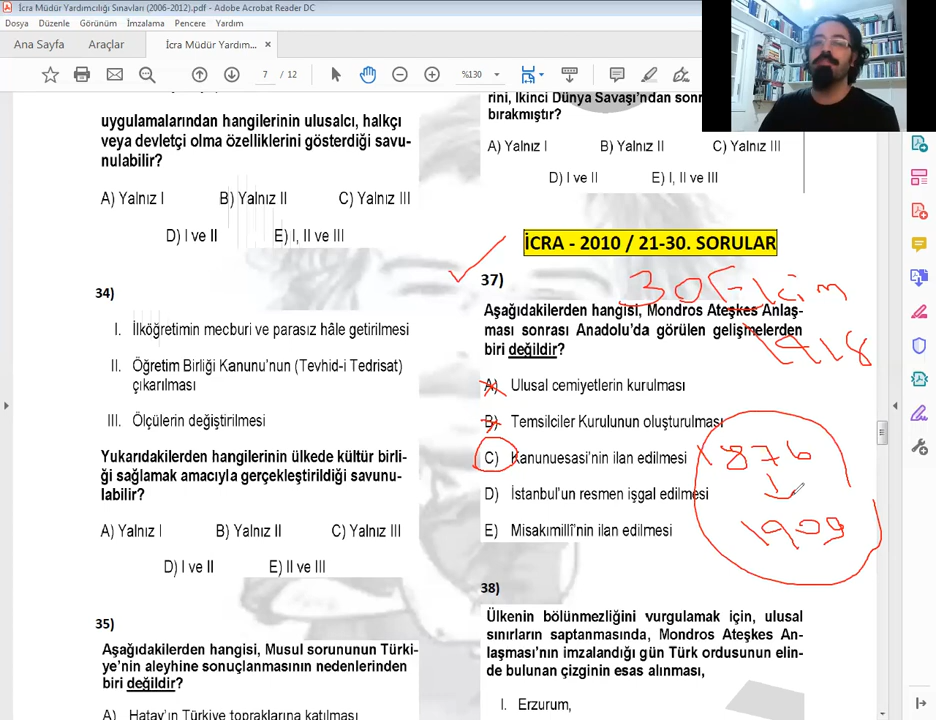 İcra Müdür Yardımcılığı Sınavları (2006-2012).pdf - Adobe Acrobat Reader DC
Dosya Düzenle Görünüm İmzalama Pencere Yardım
Ana Sayfa Araçlar İcra Müdür Yardım... ×
7 / 12 %130
uygulamalarından hangilerinin ulusalcı, halkçı
veya devletçi olma özelliklerini gösterdiği savu-
nulabilir?
A) Yalnız I B) Yalnız II C) Yalnız III
D) I ve II E) I, II ve III
34)
I. İlköğretimin mecburi ve parasız hâle getirilmesi
II. Öğretim Birliği Kanunu'nun (Tevhid-i Tedrisat)
çıkarılması
III. Ölçülerin değiştirilmesi
Yukarıdakilerden hangilerinin ülkede kültür birli-
ği sağlamak amacıyla gerçekleştirildiği savunu-
labilir?
A) Yalnız I B) Yalnız II C) Yalnız III
D) I ve II E) II ve III
35)
Aşağıdakilerden hangisi, Musul sorununun Türki-
ye'nin aleyhine sonuçlanmasının nedenlerinden
biri değildir?
A) Hatay'ın Türkiye topraklarına katılması
rini, İkinci Dünya Savaşı'ndan sonr
bırakmıştır?
A) Yalnız I B) Yalnız II C) Yalnız III
D) I ve II E) I, II ve III
İCRA - 2010 / 21-30. SORULAR
37)
30 Ekim
1918
Aşağıdakilerden hangisi, Mondros Ateşkes Anlaş-
ması sonrası Anadolu'da görülen gelişmelerden
biri değildir?
A) Ulusal cemiyetlerin kurulması
B) Temsilciler Kurulunun oluşturulması
C) Kanunuesasi'nin ilan edilmesi
D) İstanbul'un resmen işgal edilmesi
E) Misakımillî'nin ilan edilmesi
1876
1909
38)
Ülkenin bölünmezliğini vurgulamak için, ulusal
sınırların saptanmasında, Mondros Ateşkes An-
laşması'nın imzalandığı gün Türk ordusunun elin-
de bulunan çizginin esas alınması,
I. Erzurum,